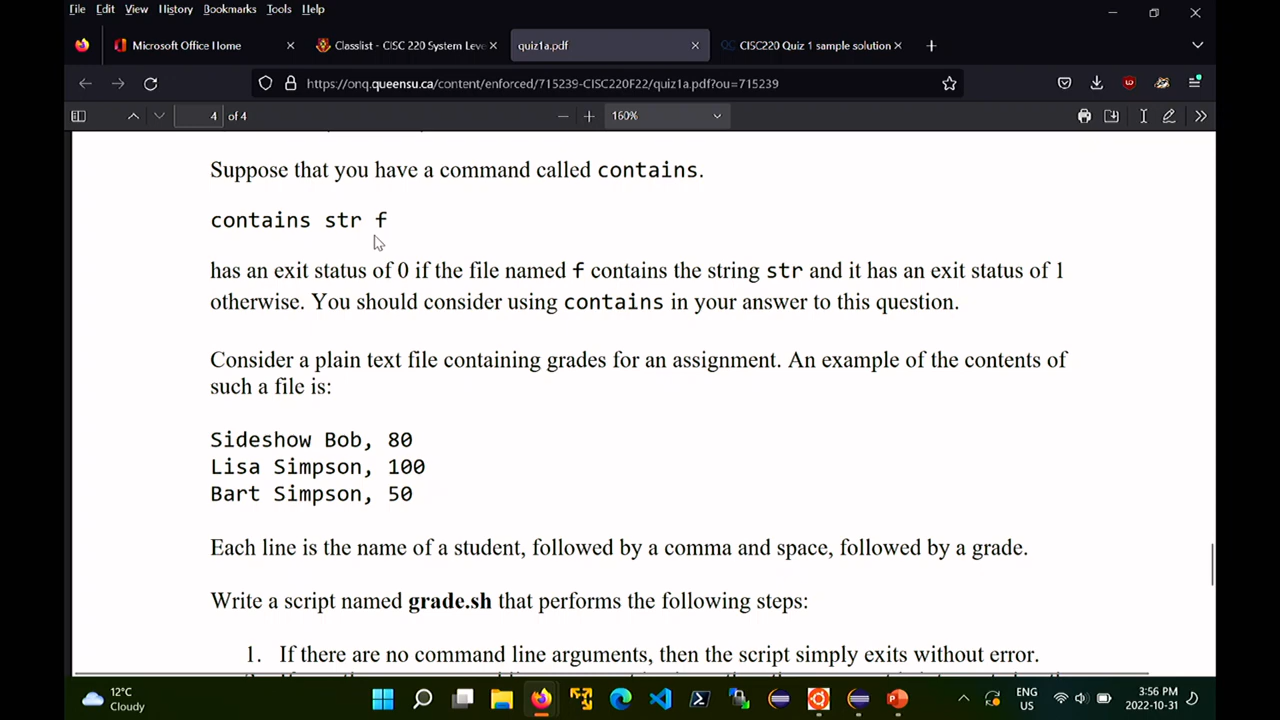 File Edit View History Bookmarks Tools Help
Microsoft Office Home
Classlist - CISC 220 System Leve
quiz1a.pdf
CISC220 Quiz 1 sample solution
https://onq.queensu.ca/content/enforced/715239-CISC220F22/quiz1a.pdf?ou=715239
4 of 4
160%
Suppose that you have a command called contains.
contains str f
has an exit status of 0 if the file named f contains the string str and it has an exit status of 1
otherwise. You should consider using contains in your answer to this question.
Consider a plain text file containing grades for an assignment. An example of the contents of
such a file is:
Sideshow Bob, 80
Lisa Simpson, 100
Bart Simpson, 50
Each line is the name of a student, followed by a comma and space, followed by a grade.
Write a script named grade.sh that performs the following steps:
1. If there are no command line arguments, then the script simply exits without error.
12°C
Cloudy
ENG
US
3:56 PM
2022-10-31